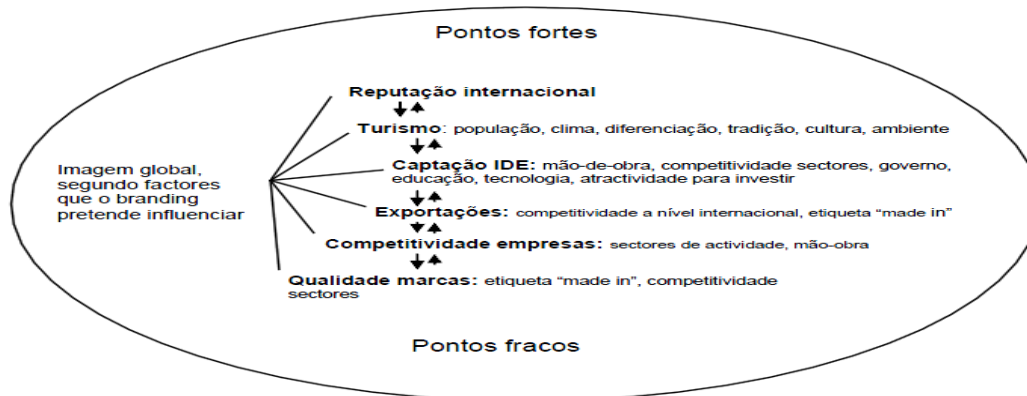 Pontos fortes
Reputação internacional
Turismo: população, clima, diferenciação, tradição, cultura, ambiente
Imagem global,
segundo factores
que o branding
pretende influenciar
Captação IDE: mão-de-obra, competitividade sectores, governo,
educação, tecnologia, atractividade para investir
Exportações: competitividade a nível internacional, etiqueta “made in”
Competitividade empresas: sectores de actividade, mão-obra
Qualidade marcas: etiqueta “made in”, competitividade
sectores
Pontos fracos